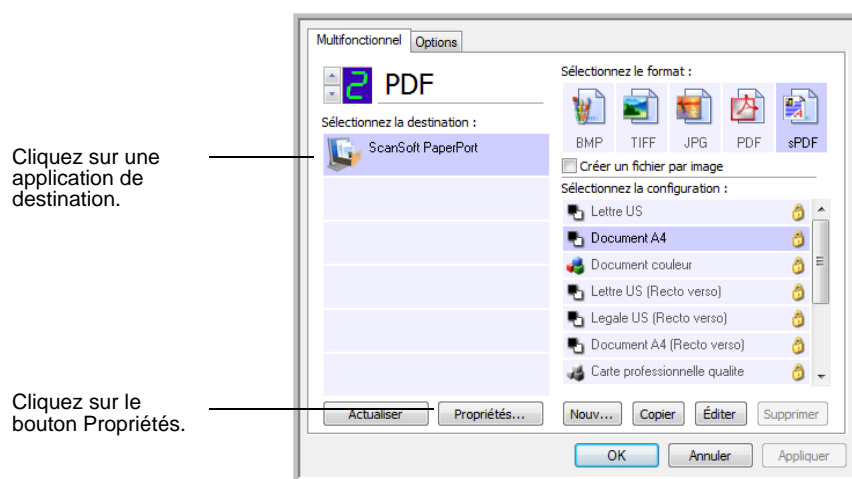 Multifonctionnel
Options
2
PDF
Sélectionnez le format :
BMP
TIFF
JPG
PDF
sPDF
Sélectionnez la destination :
ScanSoft PaperPort
Créer un fichier par image
Sélectionnez la configuration :
Lettre US
Document A4
Document couleur
Lettre US (Recto verso)
Legale US (Recto verso)
Document A4 (Recto verso)
Carte professionnelle qualite
Cliquez sur une
application de
destination.
Cliquez sur le
bouton Propriétés.
Actualiser
Propriétés...
Nouv...
Copier
Éditer
Supprimer
OK
Annuler
Appliquer